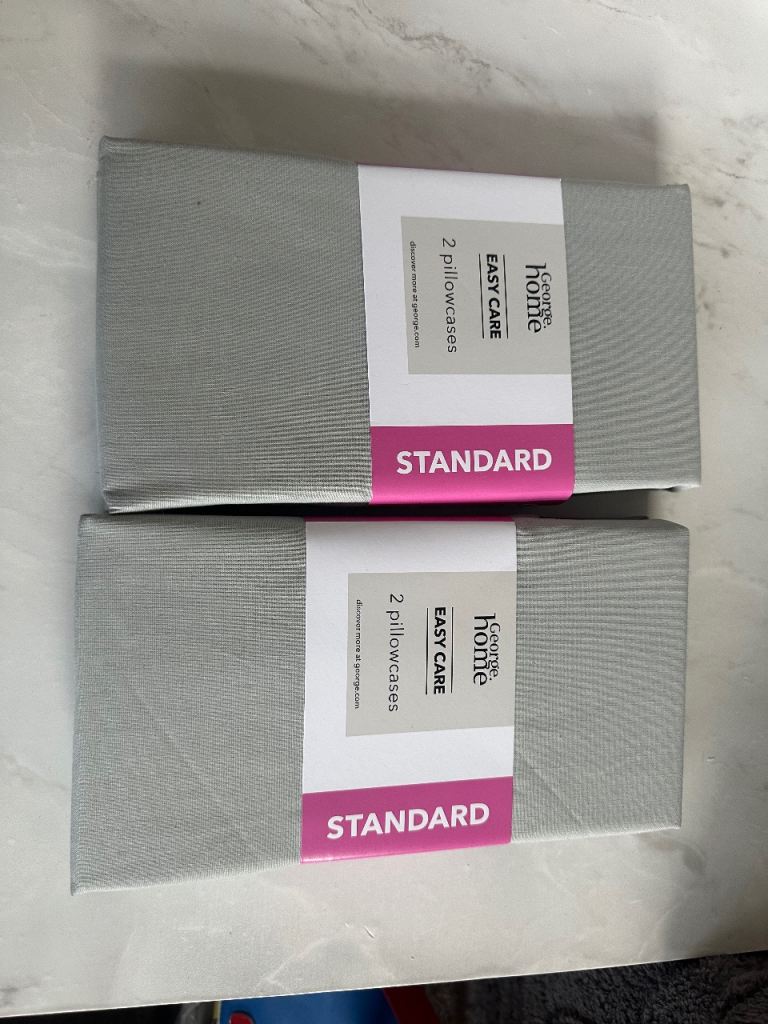 George.
home
EASY CARE
2 pillowcases
discover more at george.com
STANDARD
George.
home
EASY CARE
2 pillowcases
discover more at george.com
STANDARD